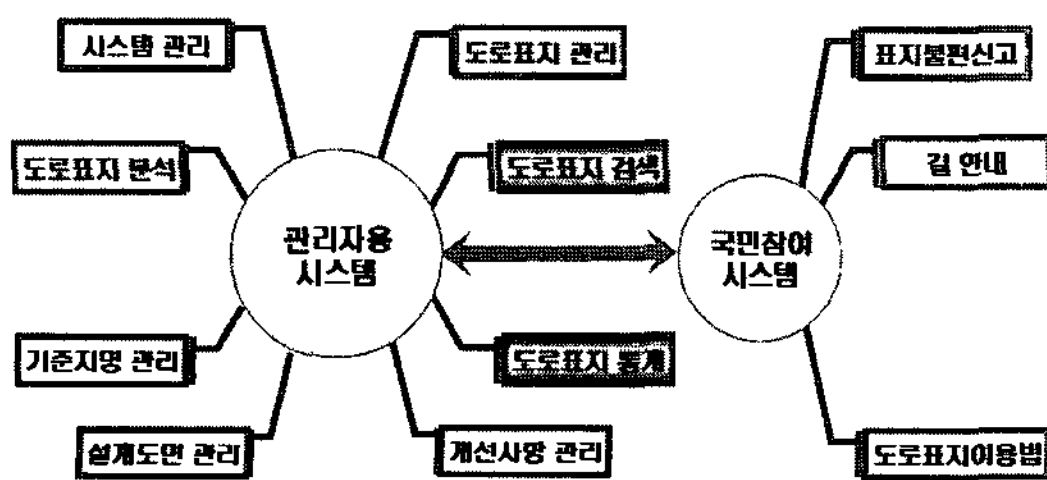 시스템 관리
도로표지 관리
표지불편신고
도로표지 분석
도로표지 검색
길 안내
관리자용
시스템
국민참여
시스템
기준지명 관리
도로표지 통계
설계도면 관리
개선사항 관리
도로표지이용법